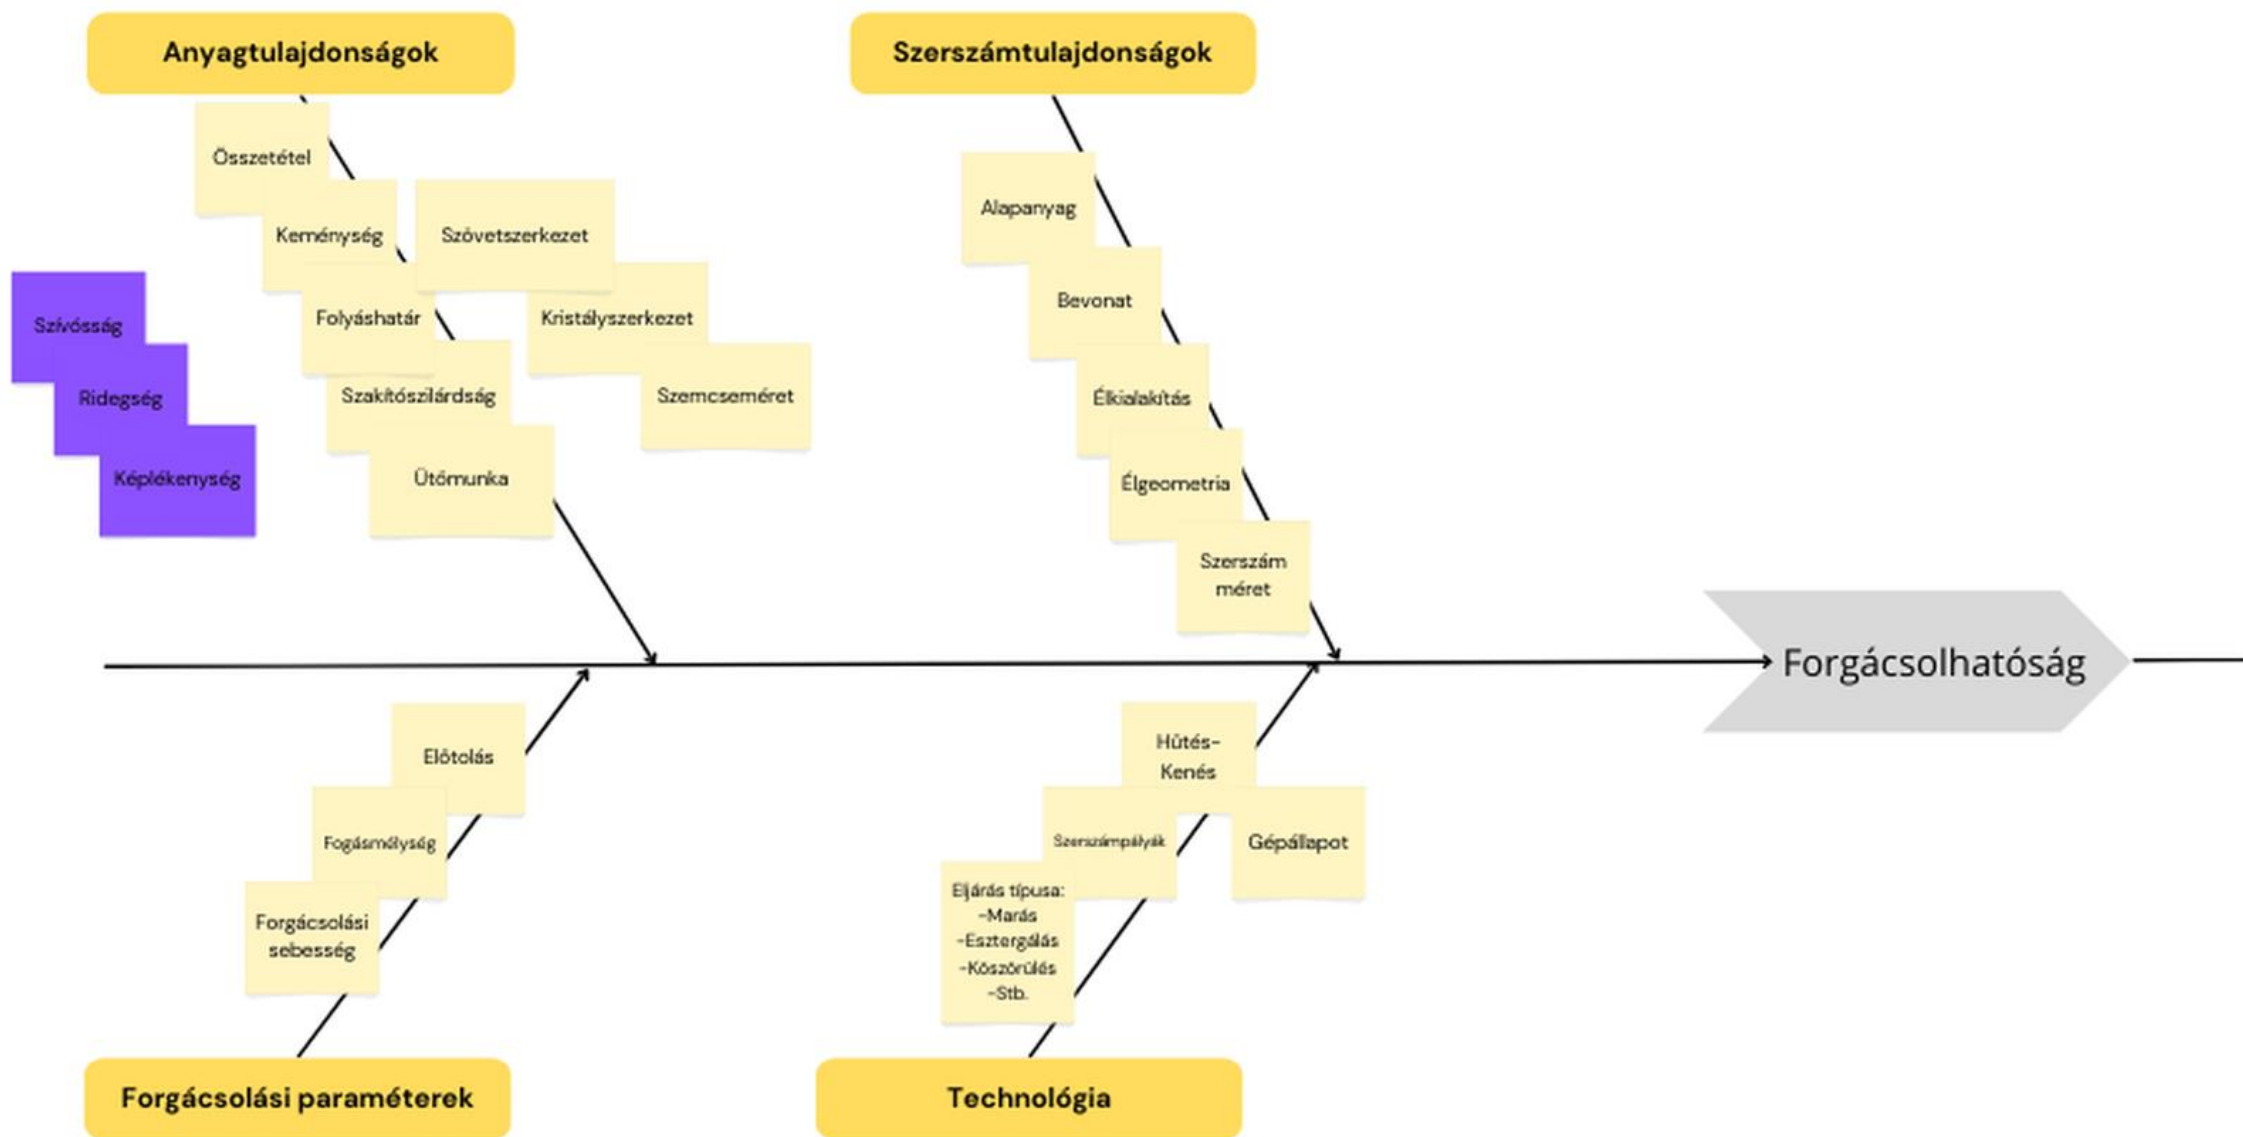 Anyagtulajdonságok
Szerszámtulajdonságok
Összetétel
Keménység
Szövetszerkezet
Folyáshatár
Kristályszerkezet
Szakítószilárdság
Szemcseméret
Ütőmunka
Szívósság
Ridegség
Képlékenység
Alapanyag
Bevonat
Élkialakítás
Élgeometria
Szerszám
méret
Forgácsolhatóság
Előtolás
Fogásmélység
Forgácsolási
sebesség
Hűtés-
Kenés
Szerszámpályák
Gépállapot
Eljárás típusa:
-Marás
-Esztergálás
-Köszörülés
-Stb.
Forgácsolási paraméterek
Technológia